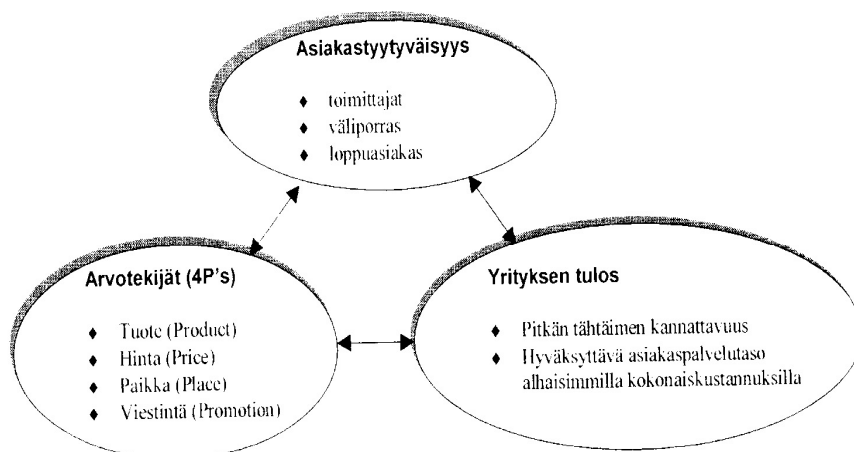 Asiakastyytyväisyys
♦ toimittajat
♦ väliporras
♦ loppuasiakas
Arvotekijät (4P's)
♦ Tuote (Product)
♦ Hinta (Price)
♦ Paikka (Place)
♦ Viestintä (Promotion)
Yrityksen tulos
♦ Pitkän tähtäimen kannattavuus
♦ Hyväksyttävä asiakaspalvelutaso
alhaisimmilla kokonaiskustannuksilla